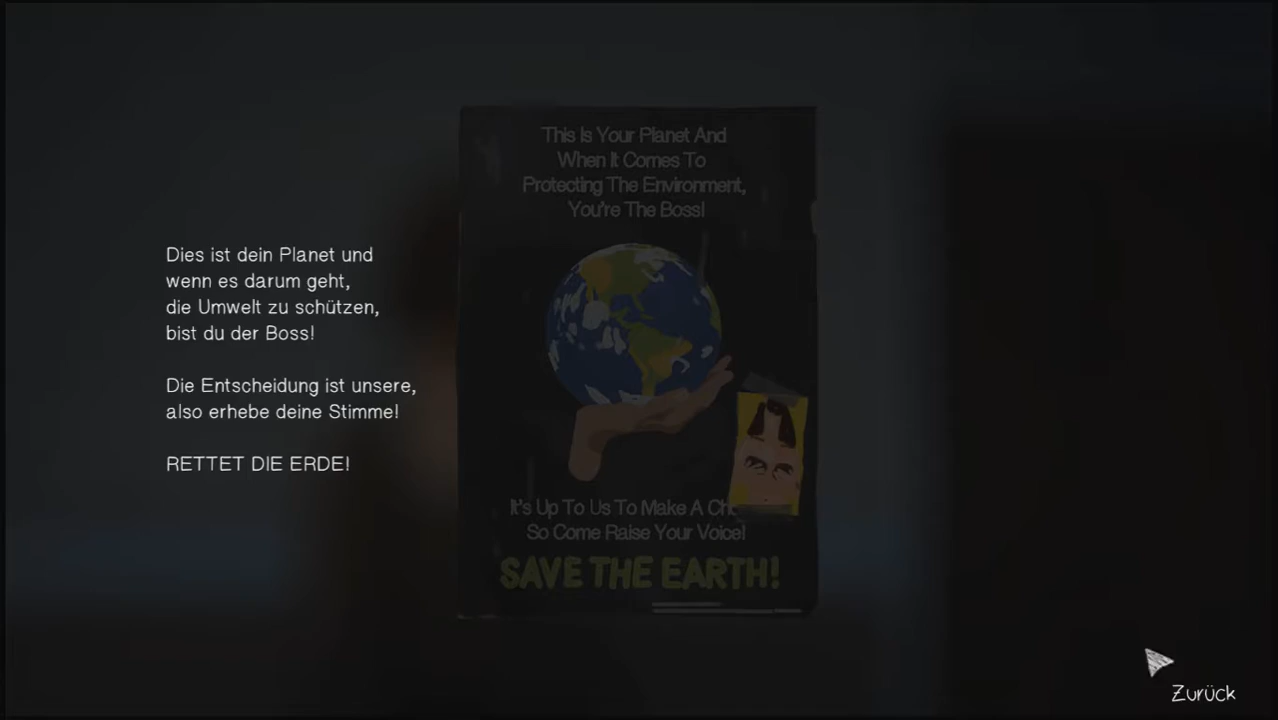 This Is Your Planet And
When It Comes To
Protecting The Environment,
You're The Boss!
Dies ist dein Planet und
wenn es darum geht,
die Umwelt zu schützen,
bist du der Boss!
Die Entscheidung ist unsere,
also erhebe deine Stimme!
RETTET DIE ERDE!
It's Up To Us To Make A
So Come Raise Your Voice!
SAVE THE EARTH!
Zurück